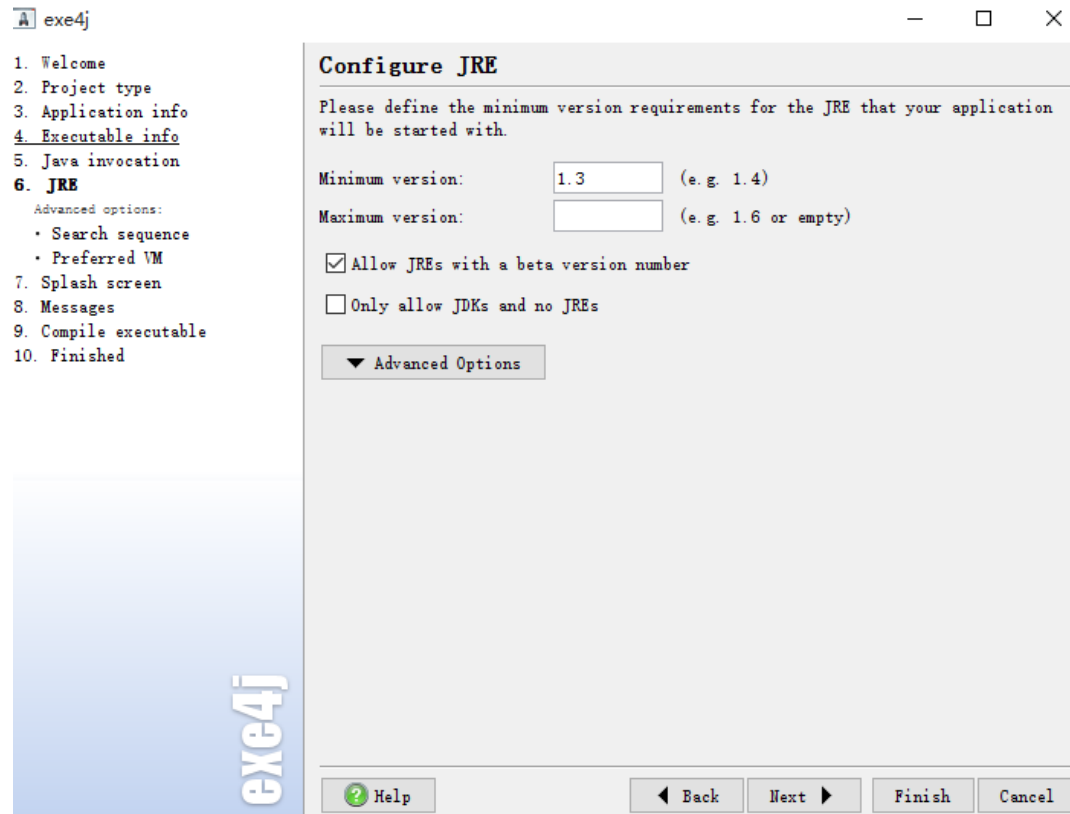 exe4j
1. Welcome
2. Project type
3. Application info
4. Executable info
5. Java invocation
6. JRE
Advanced options:
· Search sequence
· Preferred VM
7. Splash screen
8. Messages
9. Compile executable
10. Finished
exe4j
Configure JRE
Please define the minimum version requirements for the JRE that your application
will be started with.
Minimum version: 1.3 (e.g. 1.4)
Maximum version: (e.g. 1.6 or empty)
Allow JREs with a beta version number
Only allow JDKs and no JREs
Advanced Options
Help Back Next Finish Cancel